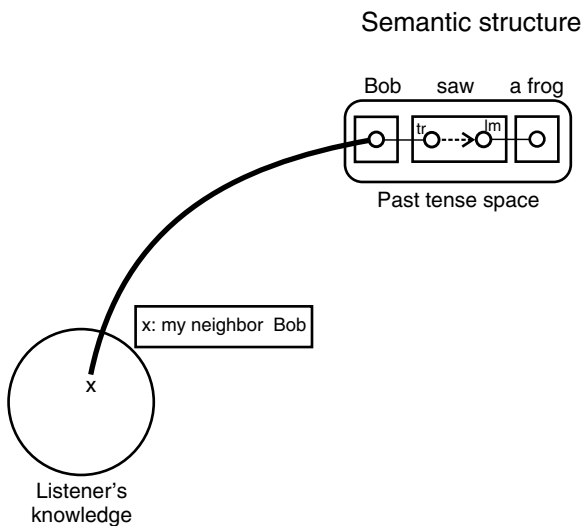 Semantic structure
Bob saw a frog
tr lm
Past tense space
x: my neighbor Bob
x
Listener's
knowledge